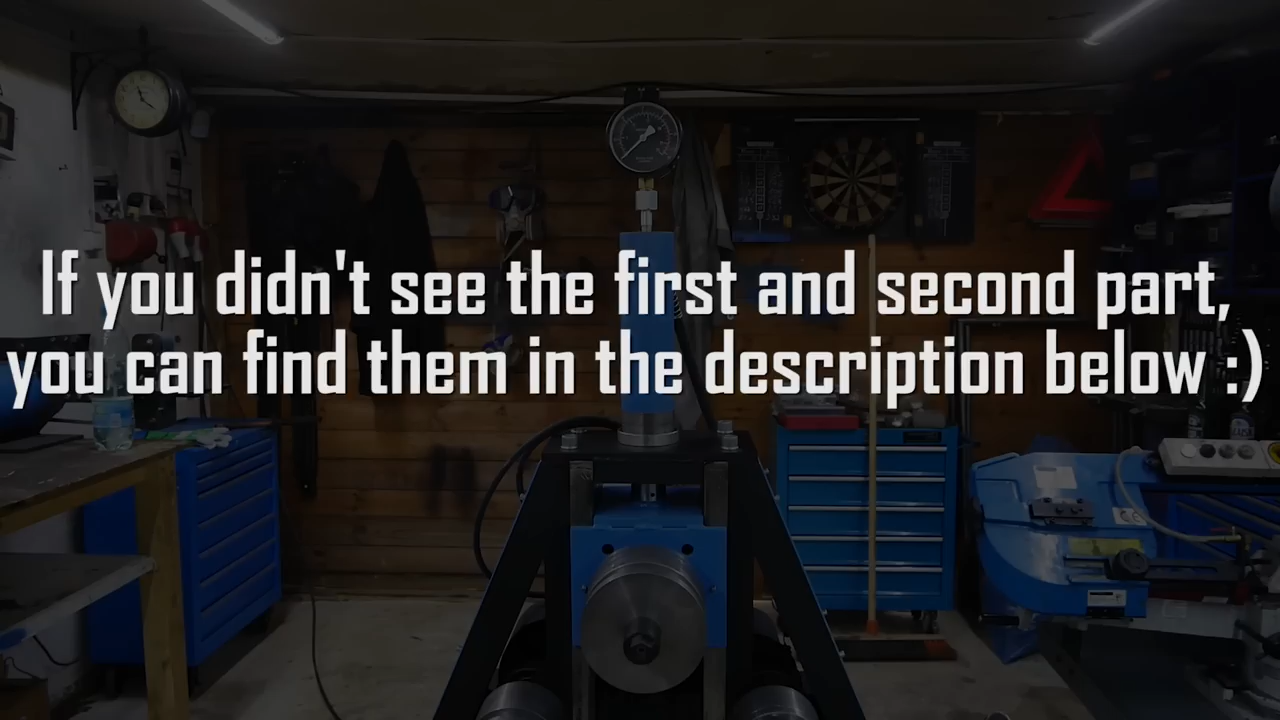 If you didn't see the first and second part,
you can find them in the description below :)